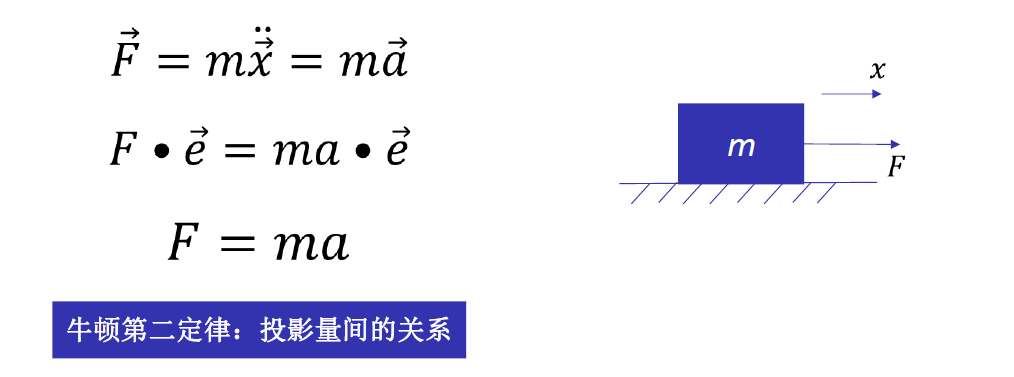 $\vec{F} = m\ddot{\vec{x}} = m\vec{a}$
$F \bullet \vec{e} = ma \bullet \vec{e}$
$F = ma$
牛顿第二定律：投影量间的关系
x
m
F